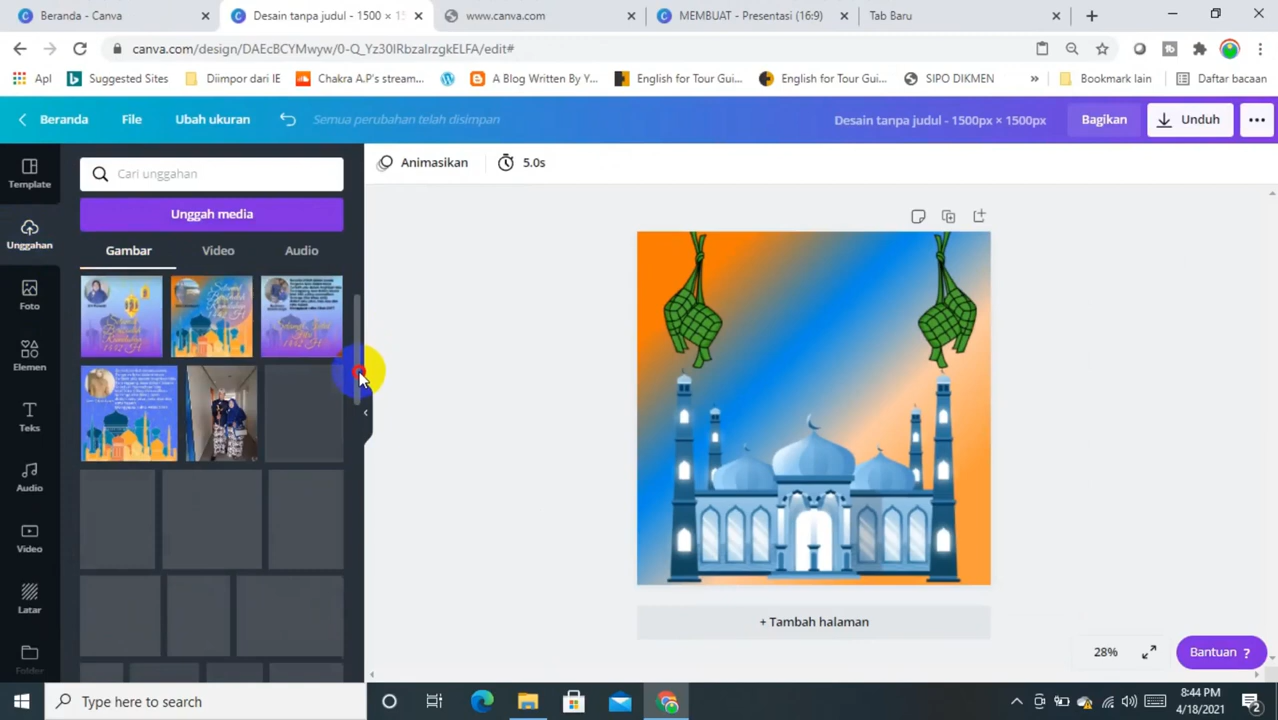 Beranda - Canva
Desain tanpa judul - 1500 × 15
www.canva.com
MEMBUAT - Presentasi (16:9)
Tab Baru
canva.com/design/DAEcBCYMwyw/0-Q_Yz30IRbzaIrzgkELFA/edit#
Apl
Suggested Sites
Diimpor dari IE
Chakra A.P's stream...
A Blog Written By Y...
English for Tour Gui...
English for Tour Gui...
SIPO DIKMEN
»
Bookmark lain
Daftar bacaan
Beranda
File
Ubah ukuran
Semua perubahan telah disimpan
Desain tanpa judul - 1500px × 1500px
Bagikan
Unduh
Template
Cari unggahan
Animasikan
5.0s
Unggah media
Unggahan
Gambar
Video
Audio
Foto
Elemen
Teks
Audio
Video
Latar
Folder
+ Tambah halaman
28%
Bantuan ?
Type here to search
8:44 PM
4/18/2021
2